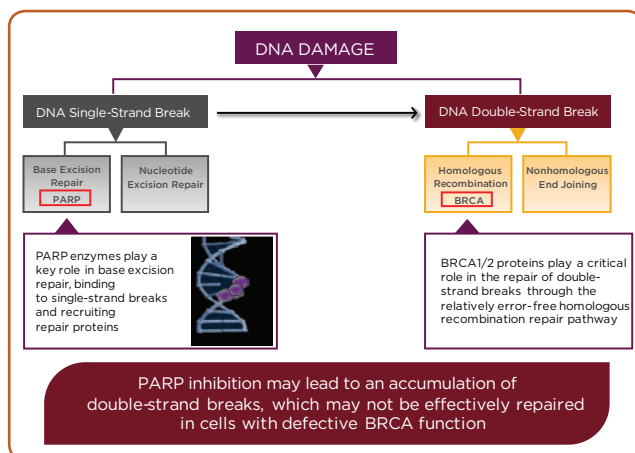 DNA DAMAGE
DNA Single-Strand Break
DNA Double-Strand Break
Base Excision
Repair
PARP
Nucleotide
Excision Repair
Homologous
Recombination
BRCA
Nonhomologous
End Joining
PARP enzymes play a
key role in base excision
repair, binding
to single-strand breaks
and recruiting
repair proteins
BRCA1/2 proteins play a critical
role in the repair of double-
strand breaks through the
relatively error-free homologous
recombination repair pathway
PARP inhibition may lead to an accumulation of
double-strand breaks, which may not be effectively repaired
in cells with defective BRCA function